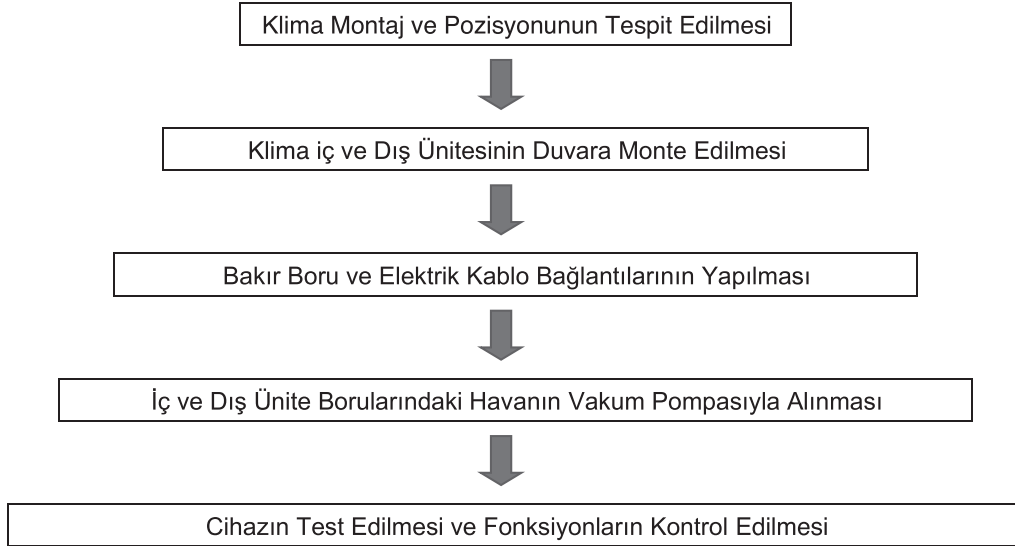 Klima Montaj ve Pozisyonunun Tespit Edilmesi
Klima iç ve Dış Ünitesinin Duvara Monte Edilmesi
Bakır Boru ve Elektrik Kablo Bağlantılarının Yapılması
İç ve Dış Ünite Borularındaki Havanın Vakum Pompasıyla Alınması
Cihazın Test Edilmesi ve Fonksiyonların Kontrol Edilmesi